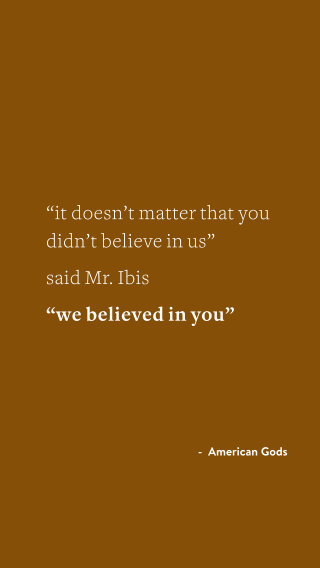 “it doesn’t matter that you
didn’t believe in us”
said Mr. Ibis
“we believed in you”
- American Gods